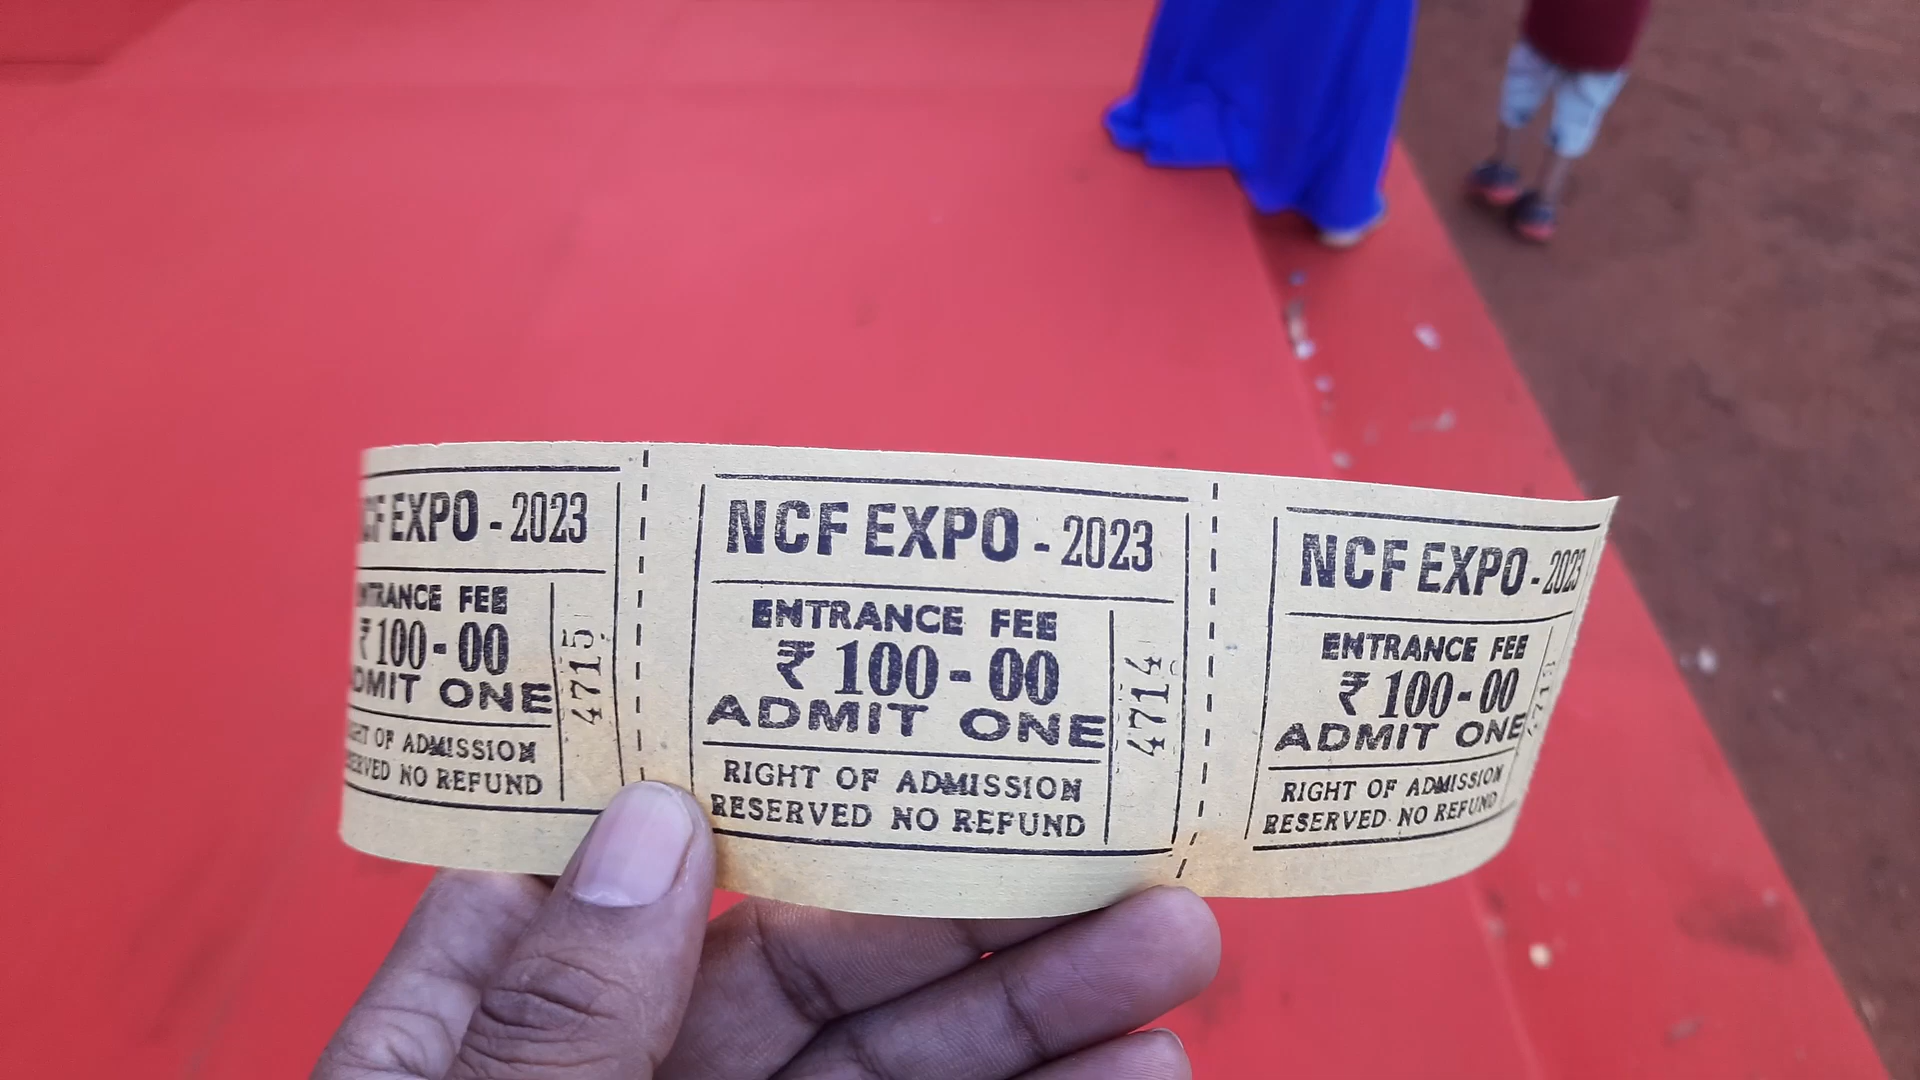 CF EXPO - 2023
ENTRANCE FEE
₹ 100-00
ADMIT ONE
RIGHT OF ADMISSION
RESERVED NO REFUND
4715
NCF EXPO - 2023
ENTRANCE FEE
₹ 100-00
ADMIT ONE
RIGHT OF ADMISSION
RESERVED NO REFUND
4714
NCF EXPO - 2023
ENTRANCE FEE
₹ 100-00
ADMIT ONE
RIGHT OF ADMISSION
RESERVED NO REFUND
4713